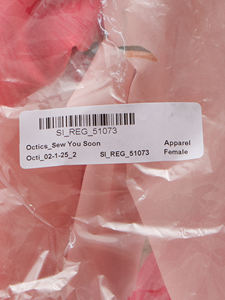 SI_REG_51073
Octics_Sew You Soon Apparel
Octi_02-1-25_2 SI_REG_51073 Female